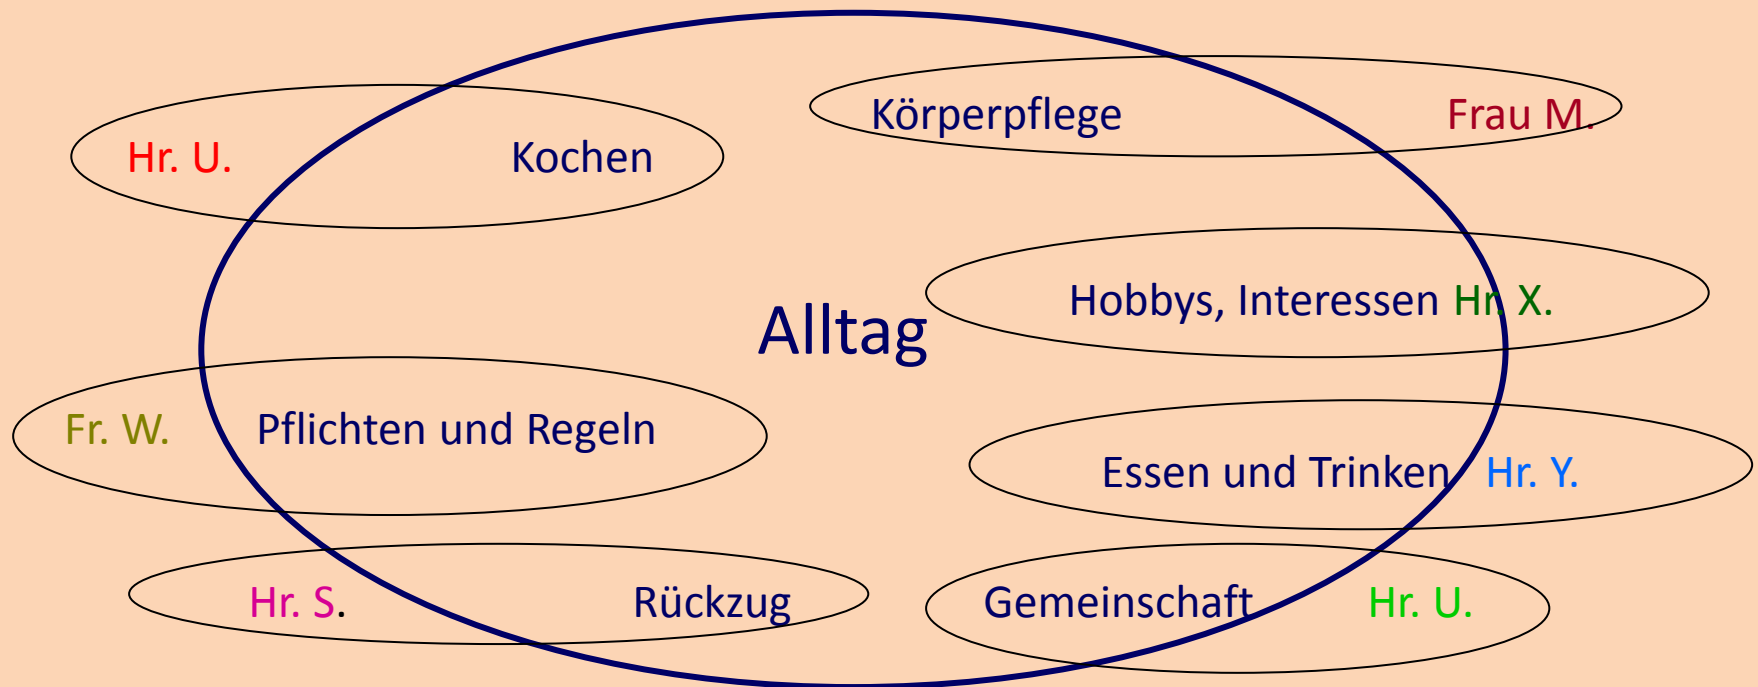 Körperpflege Frau M.
Hr. U. Kochen
Hobbys, Interessen Hr. X.
Alltag
Fr. W. Pflichten und Regeln
Essen und Trinken Hr. Y.
Hr. S. Rückzug
Gemeinschaft Hr. U.